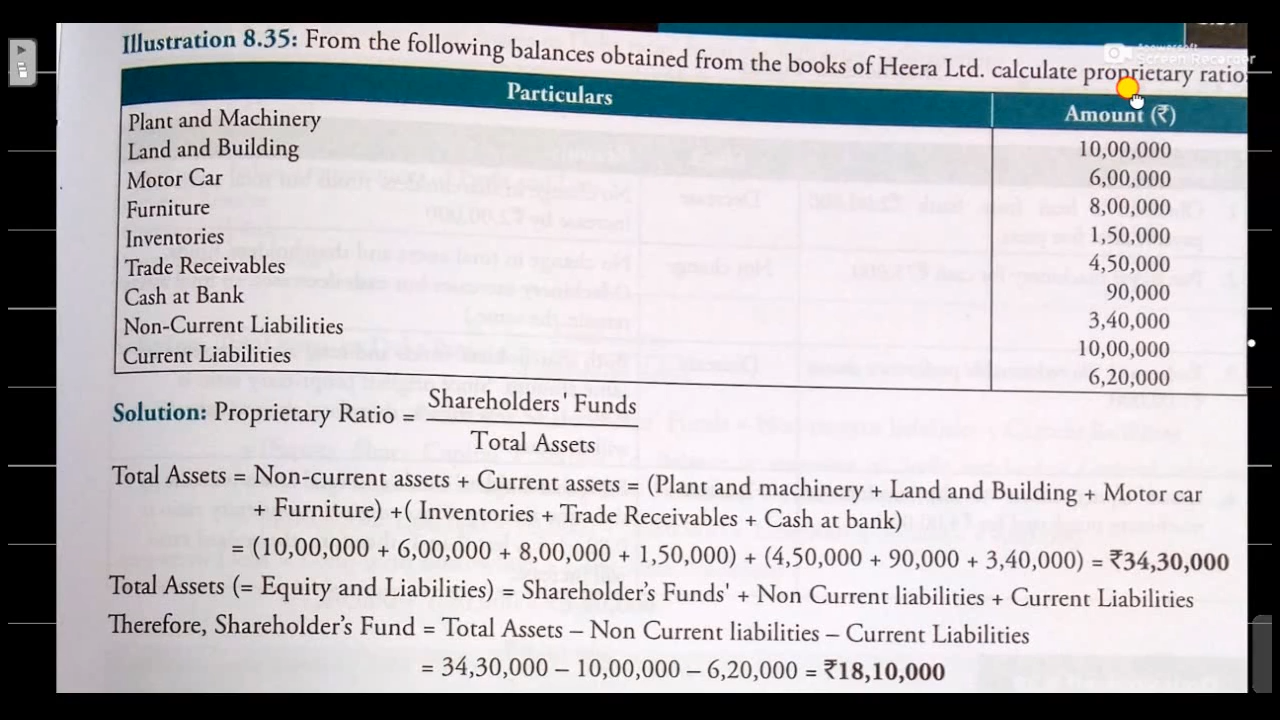 Illustration 8.35: From the following balances obtained from the books of Heera Ltd. calculate proprietary ratio:
Apowersoft
Screen Recorder
Particulars Amount (₹)
Plant and Machinery 10,00,000
Land and Building 6,00,000
Motor Car 8,00,000
Furniture 1,50,000
Inventories 4,50,000
Trade Receivables 90,000
Cash at Bank 3,40,000
Non-Current Liabilities 10,00,000
Current Liabilities 6,20,000
Solution: Proprietary Ratio = Shareholders' Funds
Total Assets
Total Assets = Non-current assets + Current assets = (Plant and machinery + Land and Building + Motor car
+ Furniture) +( Inventories + Trade Receivables + Cash at bank)
= (10,00,000 + 6,00,000 + 8,00,000 + 1,50,000) + (4,50,000 + 90,000 + 3,40,000) = ₹34,30,000
Total Assets (= Equity and Liabilities) = Shareholder's Funds' + Non Current liabilities + Current Liabilities
Therefore, Shareholder's Fund = Total Assets – Non Current liabilities – Current Liabilities
= 34,30,000 – 10,00,000 – 6,20,000 = ₹18,10,000